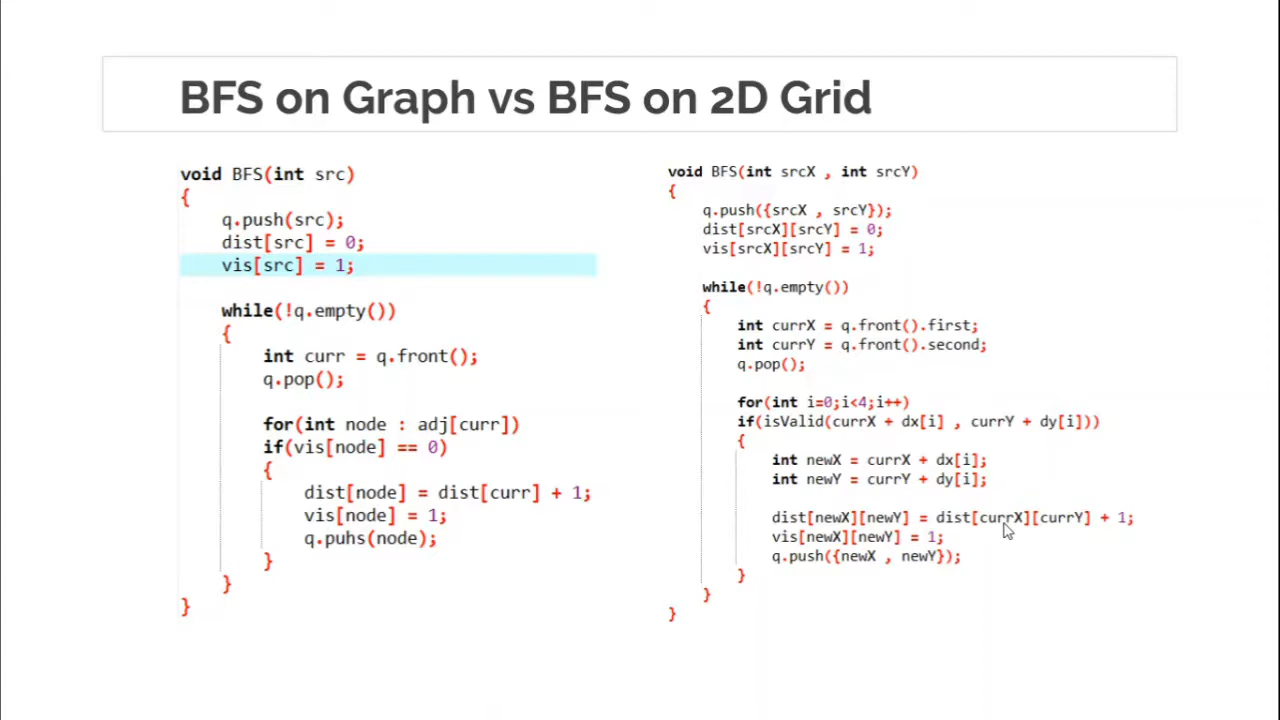 BFS on Graph vs BFS on 2D Grid
void BFS(int src)
{
q.push(src);
dist[src] = 0;
vis[src] = 1;
while(!q.empty())
{
int curr = q.front();
q.pop();
for(int node : adj[curr])
if(vis[node] == 0)
{
dist[node] = dist[curr] + 1;
vis[node] = 1;
q.puhs(node);
}
}
}
void BFS(int srcX , int srcY)
{
q.push({srcX , srcY});
dist[srcX][srcY] = 0;
vis[srcX][srcY] = 1;
while(!q.empty())
{
int currX = q.front().first;
int currY = q.front().second;
q.pop();
for(int i=0;i<4;i++)
if(isValid(currX + dx[i] , currY + dy[i]))
{
int newX = currX + dx[i];
int newY = currY + dy[i];
dist[newX][newY] = dist[currX][currY] + 1;
vis[newX][newY] = 1;
q.push({newX , newY});
}
}
}